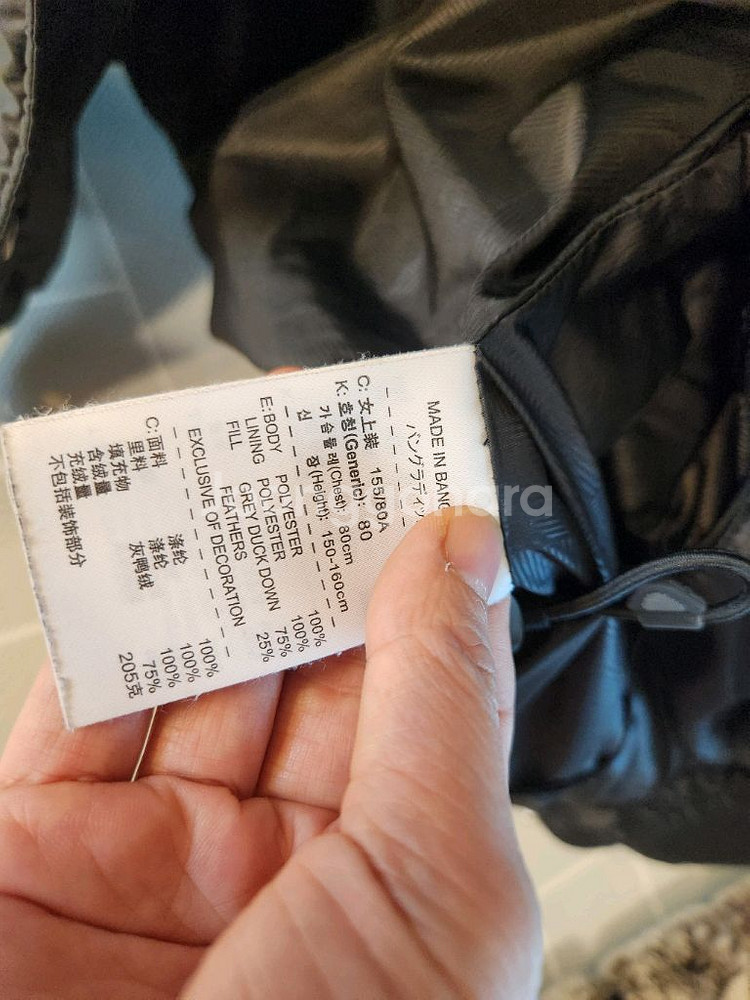 MADE IN BANG
バングラディ
C: 女上装 155/80A
K: 호칭(Generic): 80
가슴둘레(Chest): 80cm
신 장(Height): 150-160cm
E:BODY POLYESTER 100%
LINING POLYESTER 100%
FILL GREY DUCK DOWN 75%
FEATHERS 25%
EXCLUSIVE OF DECORATION
C:面料 涤纶 100%
里料 涤纶 100%
填充物 灰鸭绒
含绒量 75%
充绒量 205克
不包括装饰部分